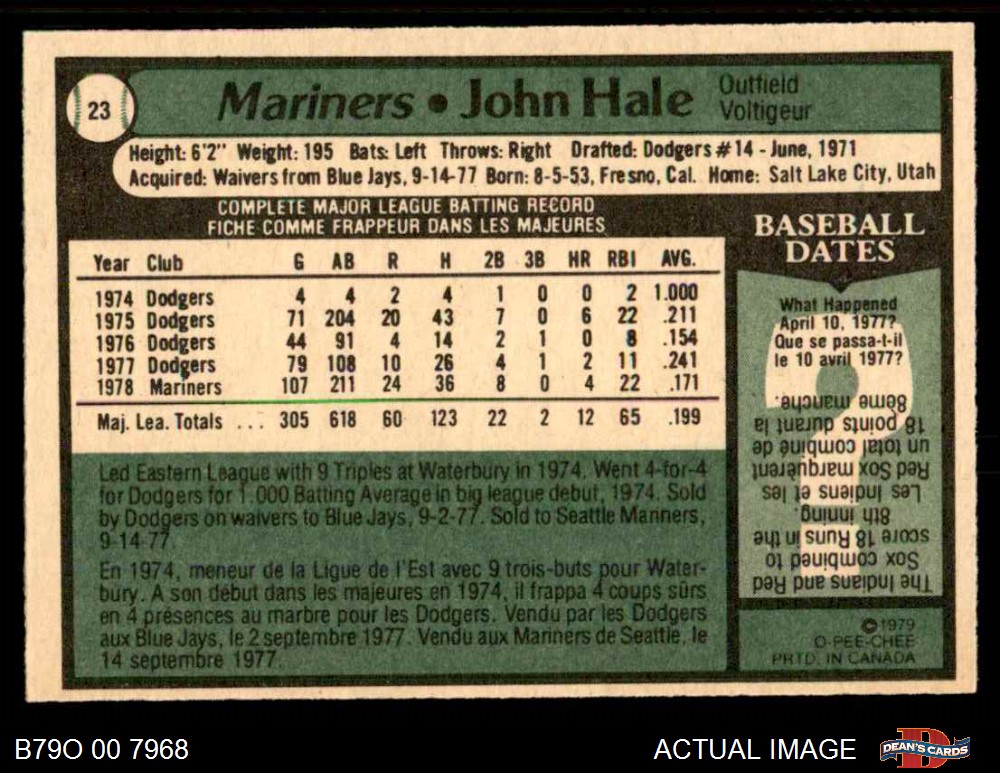 23
Mariners • John Hale
Outfield
Voltigeur
Height: 6'2" Weight: 195 Bats: Left Throws: Right Drafted: Dodgers #14 - June, 1971
Acquired: Waivers from Blue Jays, 9-14-77 Born: 8-5-53, Fresno, Cal. Home: Salt Lake City, Utah
COMPLETE MAJOR LEAGUE BATTING RECORD
FICHE COMME FRAPPEUR DANS LES MAJEURES
Year Club G AB R H 2B 3B HR RBI AVG.
1974 Dodgers 4 4 2 4 1 0 0 2 1.000
1975 Dodgers 71 204 20 43 7 0 6 22 .211
1976 Dodgers 44 91 4 14 2 1 0 8 .154
1977 Dodgers 79 108 10 26 4 1 2 11 .241
1978 Mariners 107 211 24 36 8 0 4 22 .171
Maj. Lea. Totals ... 305 618 60 123 22 2 12 65 .199
Led Eastern League with 9 Triples at Waterbury in 1974. Went 4-for-4
for Dodgers for 1.000 Batting Average in big league debut, 1974. Sold
by Dodgers on waivers to Blue Jays, 9-2-77. Sold to Seattle Manners,
9-14-77.
En 1974, meneur de la Ligue de l'Est avec 9 trois-buts pour Water-
bury. A son début dans les majeures en 1974, il frappa 4 coups sûrs
en 4 présences au marbre pour les Dodgers. Vendu par les Dodgers
aux Blue Jays, le 2 septembre 1977. Vendu aux Mariners de Seattle, le
14 septembre 1977.
BASEBALL
DATES
What Happened
April 10, 1977?
Que se passa-t-il
le 10 avril 1977?
The Indians and Red
Sox combined to
score 18 Runs in the
8th inning.
Les Indiens et les
Red Sox marquèrent
un total combiné de
18 points durant la
8ème manche.
©1979
O-PEE-CHEE
PRTD. IN CANADA
B79O 00 7968
ACTUAL IMAGE
DEAN'S CARDS